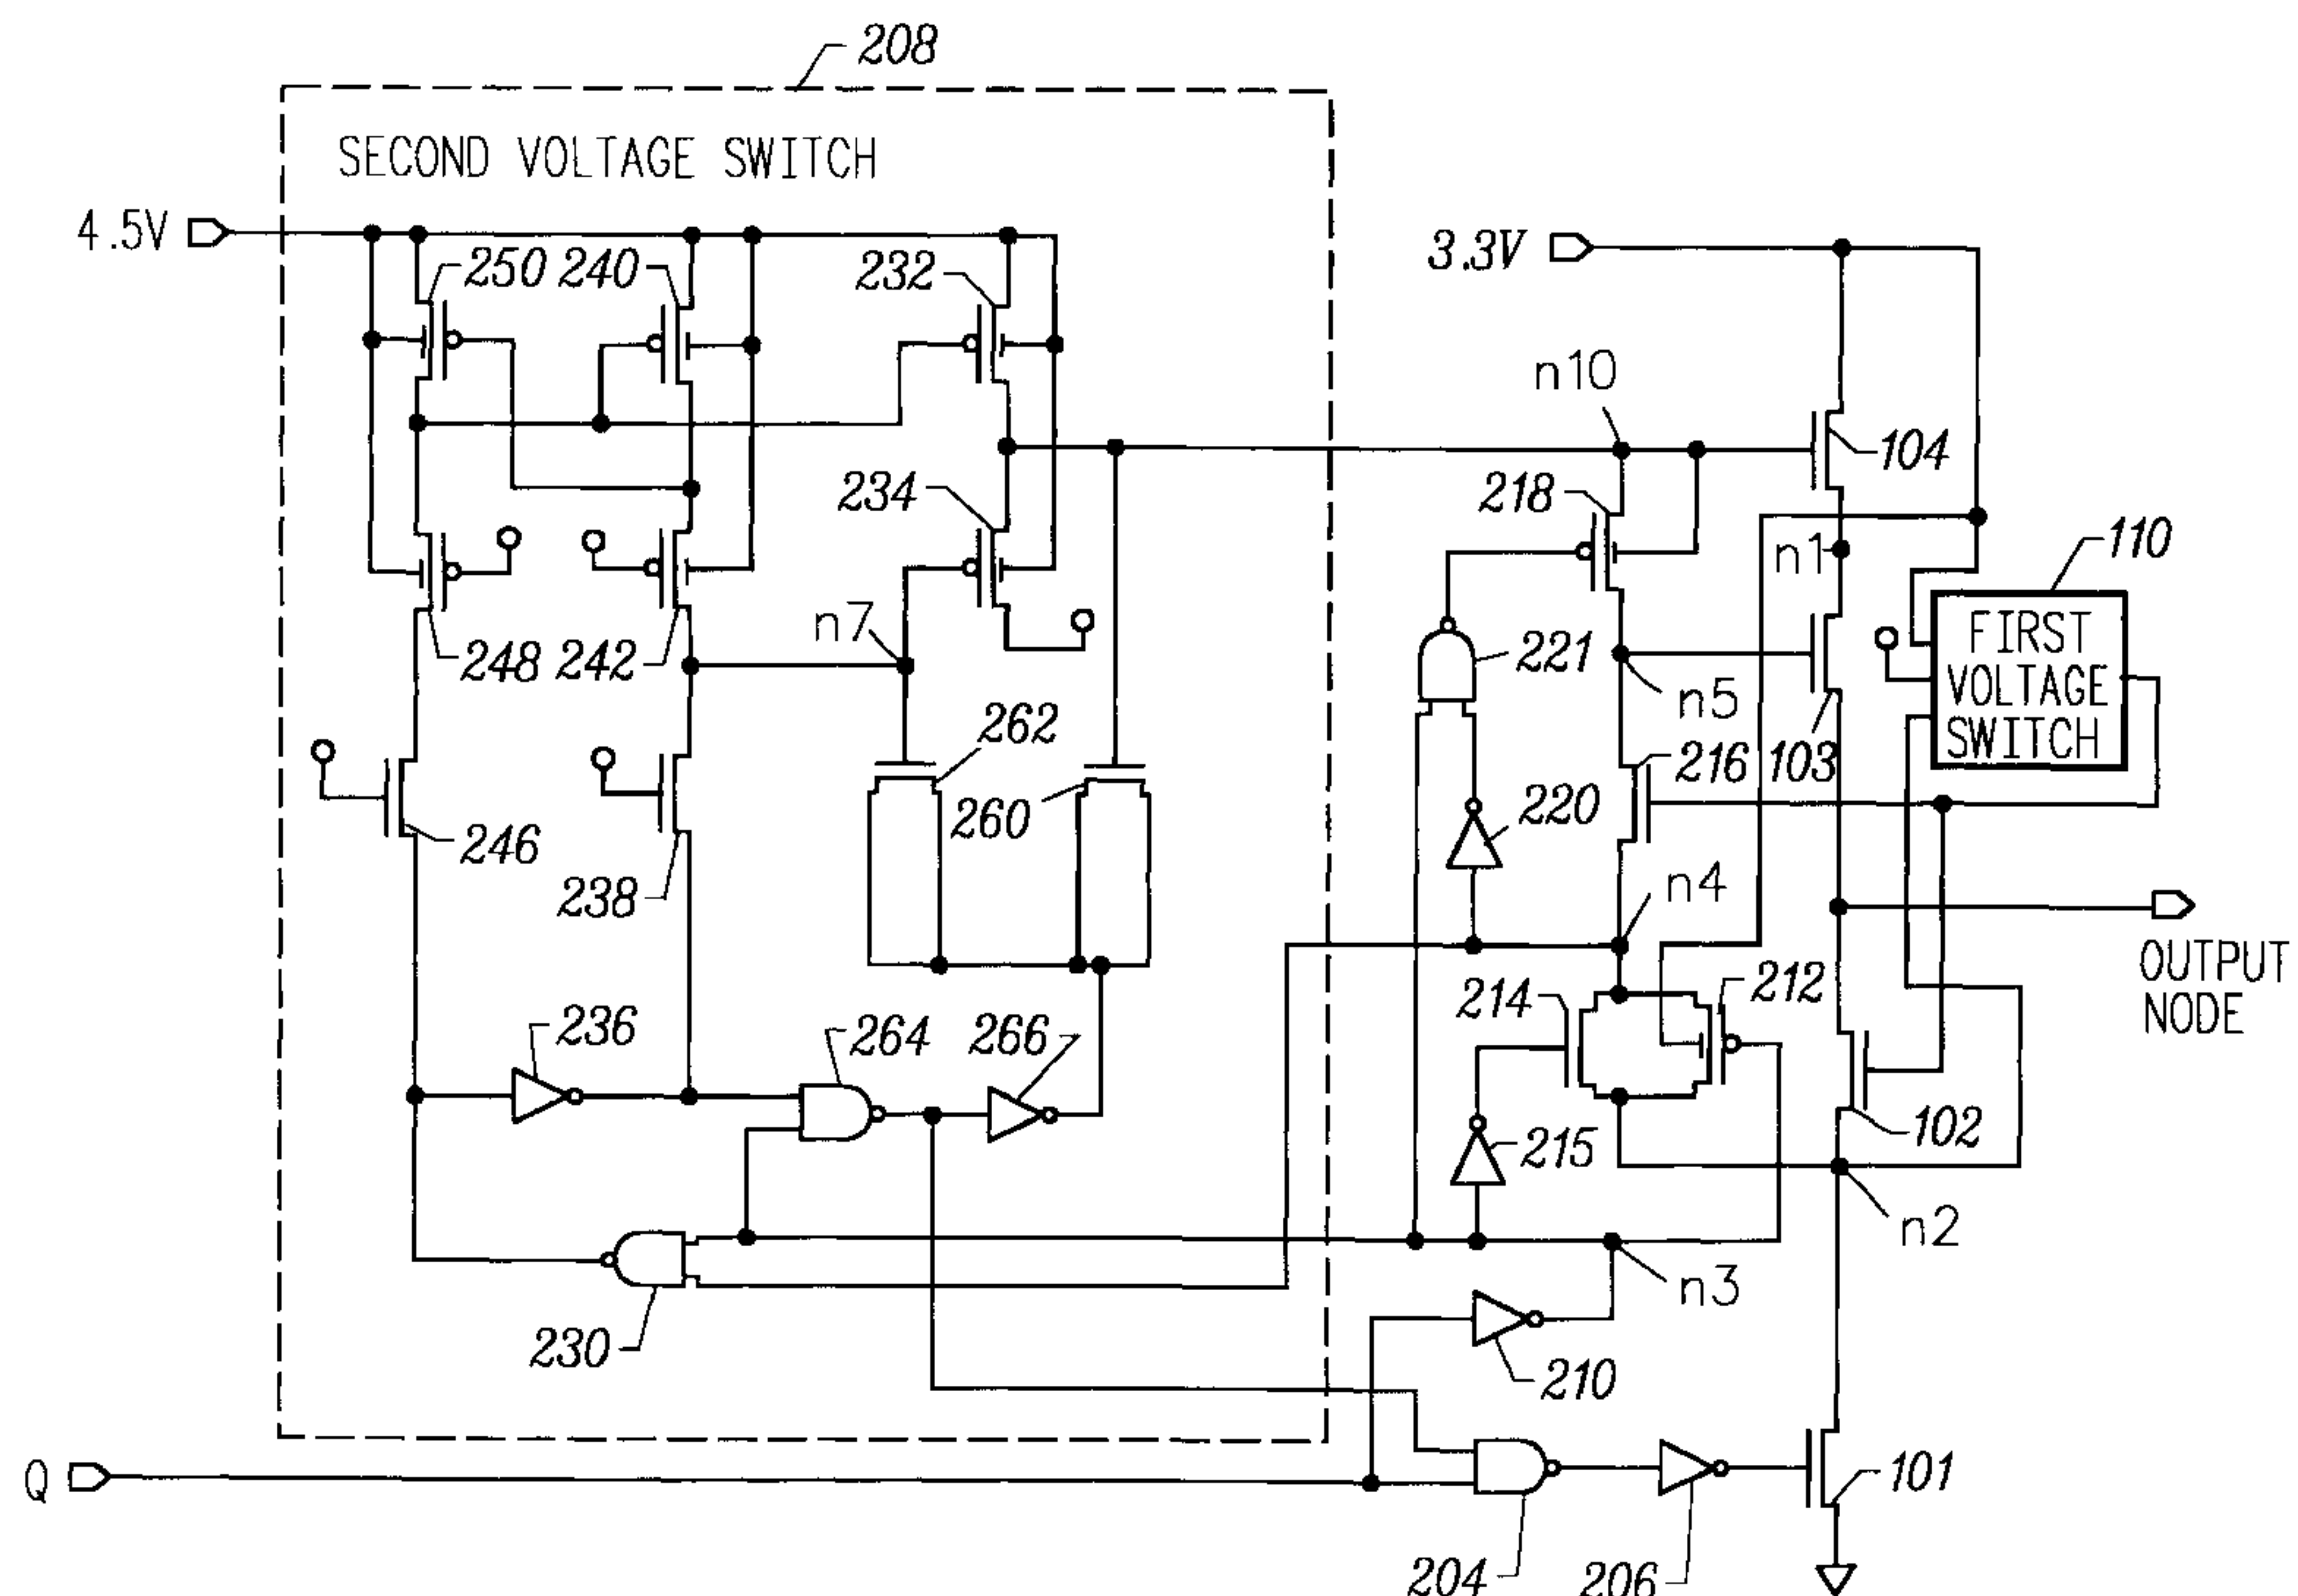 208
SECOND VOLTAGE SWITCH
4.5V
250
240
232
3.3V
n10
104
234
218
n1
110
FIRST
VOLTAGE
SWITCH
n7
248
242
221
n5
262
216
103
260
220
246
238
n4
OUTPUT
NODE
214
212
236
264
266
215
102
n2
n3
230
210
Q
101
204
206